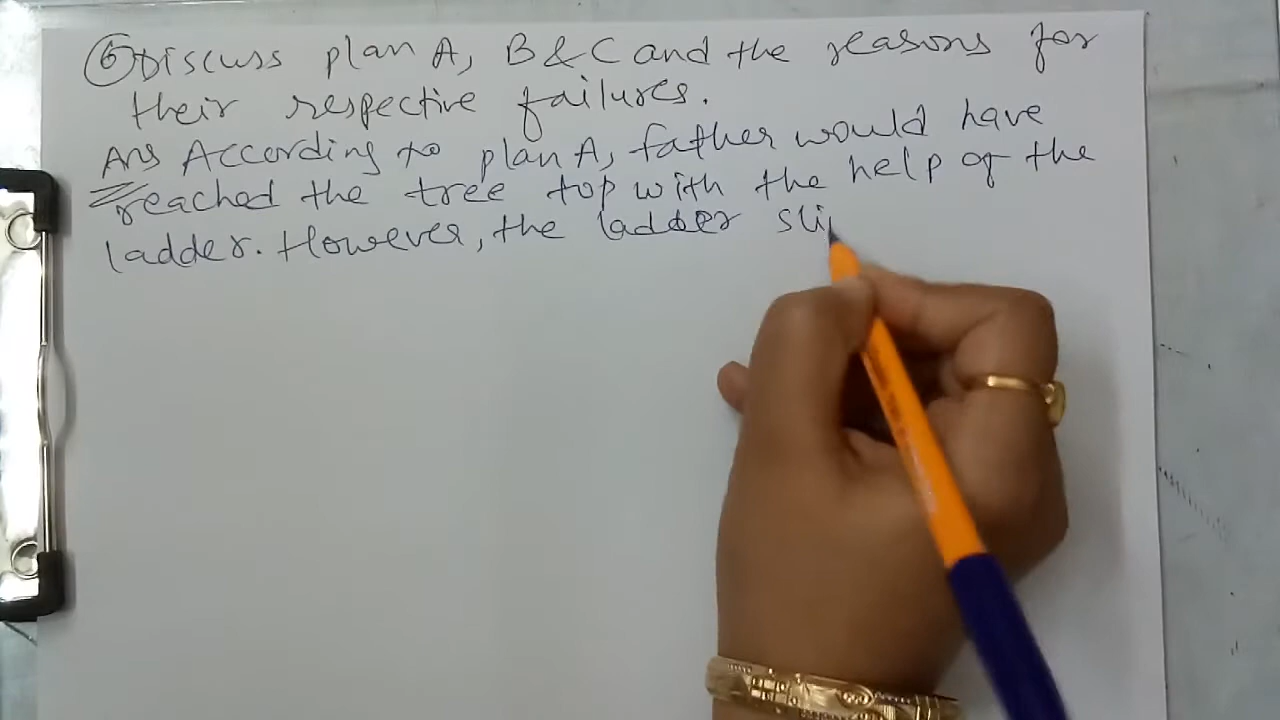 6 Discuss plan A, B & C and the reasons for
their respective failures.
Ans According to plan A, father would have
reached the tree top with the help of the
ladder. However, the ladder sli